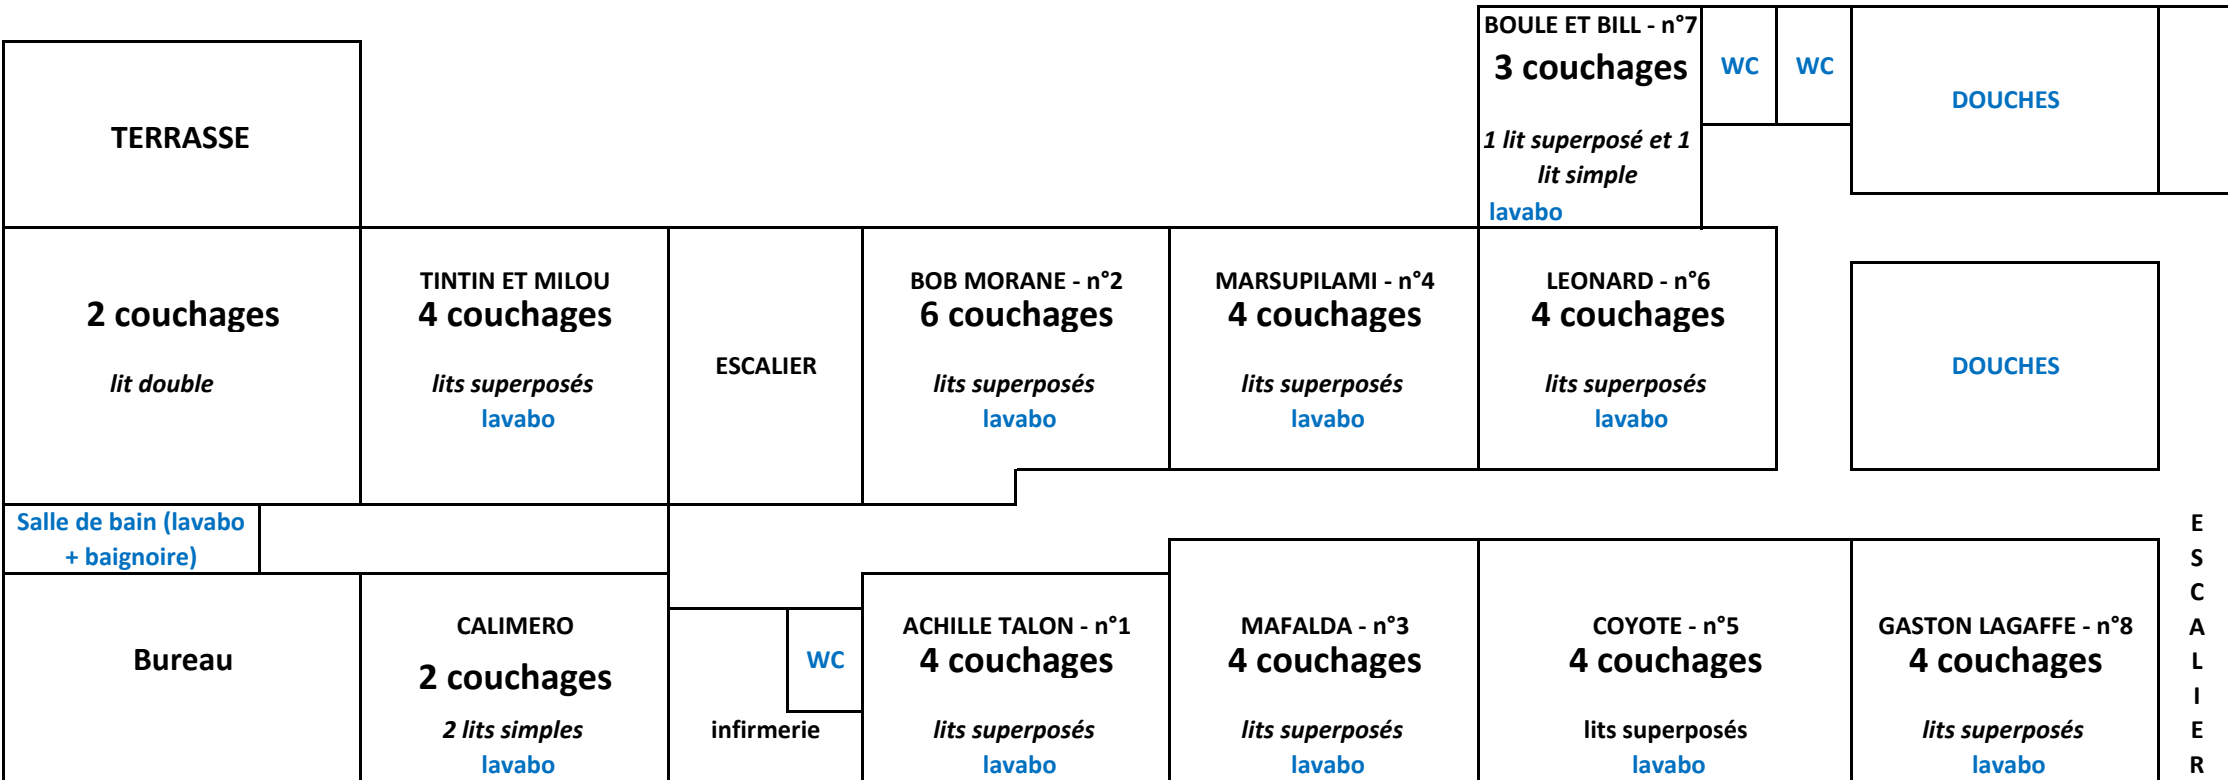 BOULE ET BILL - n°7
3 couchages
1 lit superposé et 1
lit simple
lavabo
WC
WC
DOUCHES
TERRASSE
2 couchages
lit double
TINTIN ET MILOU
4 couchages
lits superposés
lavabo
ESCALIER
BOB MORANE - n°2
6 couchages
lits superposés
lavabo
MARSUPILAMI - n°4
4 couchages
lits superposés
lavabo
LEONARD - n°6
4 couchages
lits superposés
lavabo
DOUCHES
Salle de bain (lavabo
+ baignoire)
Bureau
CALIMERO
2 couchages
2 lits simples
lavabo
infirmerie
WC
ACHILLE TALON - n°1
4 couchages
lits superposés
lavabo
MAFALDA - n°3
4 couchages
lits superposés
lavabo
COYOTE - n°5
4 couchages
lits superposés
lavabo
GASTON LAGAFFE - n°8
4 couchages
lits superposés
lavabo
E
S
C
A
L
I
E
R